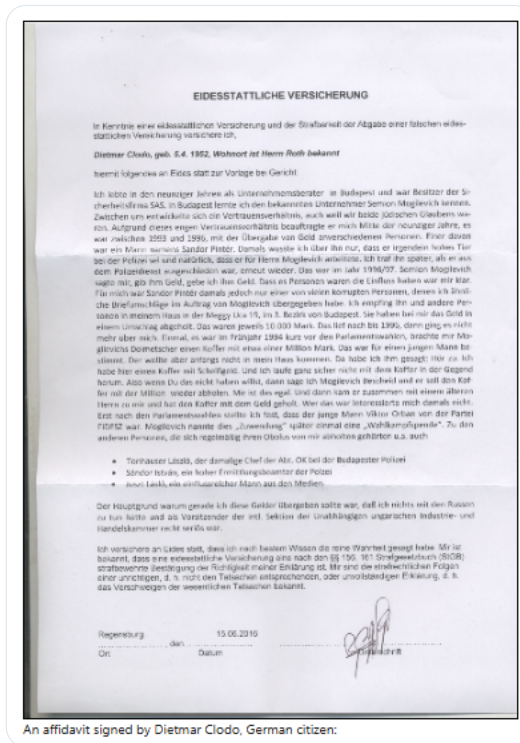 EIDESSTATTLICHE VERSICHERUNG
In Kenntnis einer eidesstattlichen Versicherung und der Strafbarkeit der Abgabe einer falschen eides-
stattlichen Versicherung versichere ich,
Dietmar Clodo, geb. 5.4. 1952, Wohnort ist Herrn Roth bekannt
hiermit folgendes an Eides statt zur Vorlage bei Gericht:
Ich lebte in den neunziger Jahren als Unternehmensberater in Budapest und war Besitzer der Si-
cherheitsfirma SAS. In Budapest lernte ich den bekannten Unternehmer Semion Mogilevich kennen.
Zwischen uns entwickelte sich ein Vertrauensverhältnis, auch weil wir beide jüdischen Glaubens wa-
ren. Aufgrund dieses engen Vertrauensverhältnis beauftragte er mich Mitte der neunziger Jahre, es
war zwischen 1993 und 1996, mit der Übergabe von Geld an verschiedenen Personen. Einer davon
war ein Mann namens Sandor Pintér. Damals wusste ich über ihn nur, dass er irgendein hohes Tier
bei der Polizei sei und natürlich, dass er für Herrn Mogilevich arbeitete. Ich traf ihn später, als er aus
dem Polizeidienst ausgeschieden war, erneut wieder. Das war im Jahr 1996/97. Semion Mogilevich
sagte mir, gib ihm Geld, gebe ich ihm Geld. Dass es Personen waren die Einfluss haben war mir klar.
Für mich war Sandor Pintér damals jedoch nur einer von vielen korrupten Personen, denen ich ähnli-
che Briefumschläge im Auftrag von Mogilevich übergegeben habe. Ich empfing ihn und andere Per-
sonen in meinem Haus in der Meggy Utca 19, im 3. Bezirk von Budapest. Sie haben bei mir das Geld in
einem Umschlag abgeholt. Das waren jeweils 10.000 Mark. Das lief noch bis 1996, dann ging es nicht
mehr über mich. Einmal, es war im Frühjahr 1994 kurz vor den Parlamentswahlen, brachte mir Mo-
gilevichs Dolmetscher einen Koffer mit etwa einer Million Mark. Das war für einen jungen Mann be-
stimmt. Der wollte aber anfangs nicht in mein Haus kommen. Da habe ich ihm gesagt: Hör zu. Ich
habe hier einen Koffer mit Scheißgeld. Und ich laufe ganz sicher nicht mit dem Koffer in der Gegend
herum. Also wenn Du das nicht haben willst, dann sage ich Mogilevich Bescheid und er soll den Kof-
fer mit der Million wieder abholen. Mir ist das egal. Und dann kam er zusammen mit einem älteren
Herrn zu mir und hat den Koffer mit dem Geld geholt. Wer das war interessierte mich damals nicht.
Erst nach den Parlamentswahlen stellte ich fest, dass der junge Mann Viktor Orban von der Partei
FIDESZ war. Mogilevich nannte dies „Zuwendung" später einmal eine „Wahlkampfspende". Zu den
anderen Personen, die sich regelmäßig ihren Obolus von mir abholten gehörten u.a. auch
• Tonhauser László, der damalige Chef der Abt. OK bei der Budapester Polizei
• Sándor István, ein hoher Ermittlungsbeamter der Polizei
• László, ein einflussreicher Mann aus den Medien
Der Hauptgrund warum gerade ich diese Gelder übergeben sollte war, daß ich nichts mit den Russen
zu tun hatte und als Vorsitzender der intl. Sektion der Unabhängigen ungarischen Industrie- und
Handelskammer recht seriös war.
Ich versichere an Eides statt, dass ich nach bestem Wissen die reine Wahrheit gesagt habe. Mir ist
bekannt, dass eine eidesstattliche Versicherung eine nach den §§ 156, 161 Strafgesetzbuch (StGB)
strafbewehrte Bestätigung der Richtigkeit meiner Erklärung ist. Mir sind die strafrechtlichen Folgen
einer unrichtigen, d. h. nicht den Tatsachen entsprechenden, oder unvollständigen Erklärung, d. h.
das Verschweigen der wesentlichen Tatsachen bekannt.
Regensburg, den 15.06.2016
Ort Datum Unterschrift
An affidavit signed by Dietmar Clodo, German citizen: